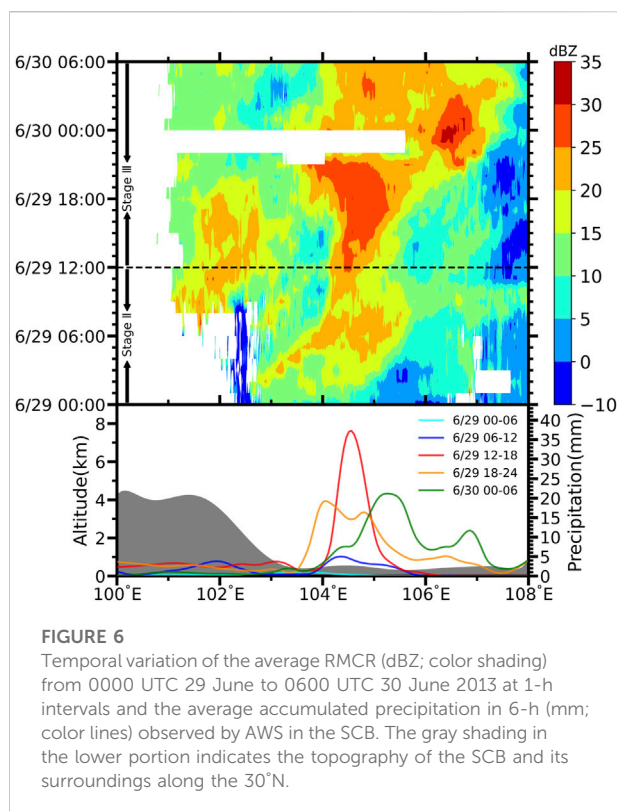 dBZ
6/30 06:00
6/30 00:00
6/29 18:00
6/29 12:00
6/29 06:00
6/29 00:00
Stage III
Stage II
35
30
25
20
15
10
5
0
−10
Altitude(km)
8
6
4
2
0
6/29 00-06
6/29 06-12
6/29 12-18
6/29 18-24
6/30 00-06
40
35
30
25
20
15
10
5
0
Precipitation(mm)
100°E
102°E
104°E
106°E
108°E
FIGURE 6
Temporal variation of the average RMCR (dBZ; color shading)
from 0000 UTC 29 June to 0600 UTC 30 June 2013 at 1-h
intervals and the average accumulated precipitation in 6-h (mm;
color lines) observed by AWS in the SCB. The gray shading in
the lower portion indicates the topography of the SCB and its
surroundings along the 30°N.